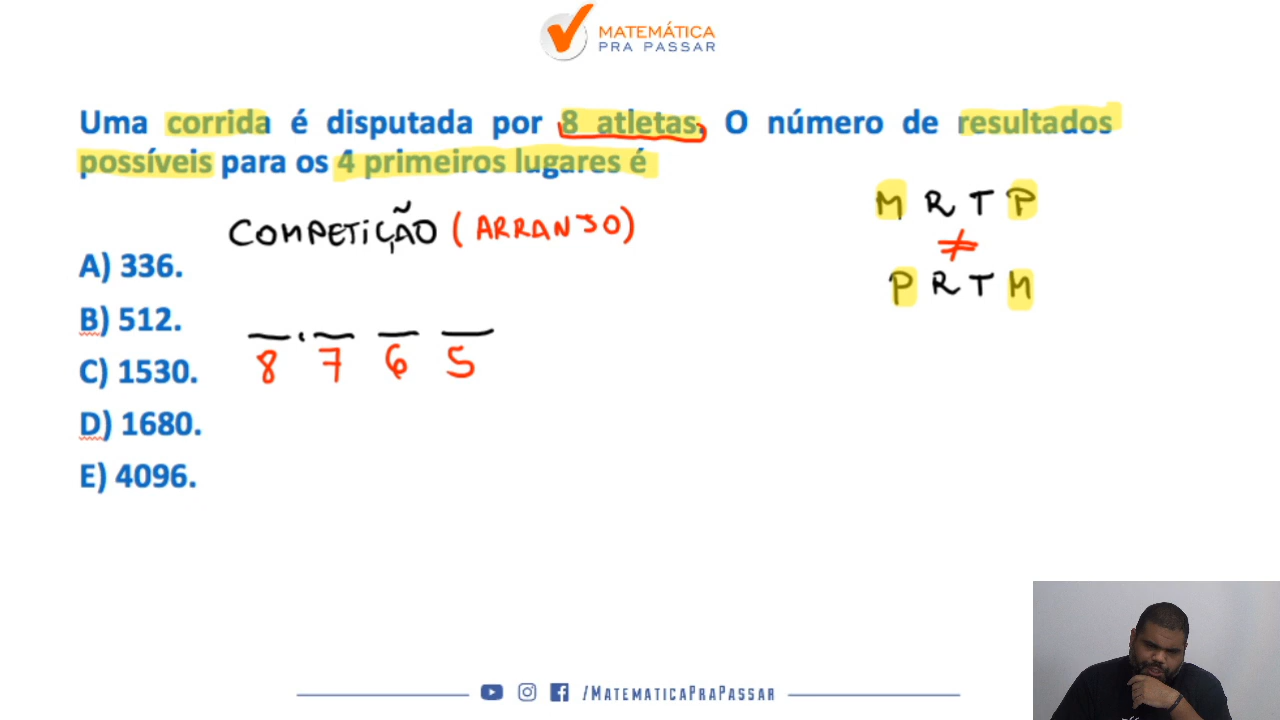 MATEMÁTICA
PRA PASSAR
Uma corrida é disputada por 8 atletas. O número de resultados
possíveis para os 4 primeiros lugares é
M R T P
COMPETIÇÃO (ARRANJO)
≠
A) 336.
P R T M
B) 512.
8 . 7 6 5
C) 1530.
D) 1680.
E) 4096.
/MATEMATICAPRAPASSAR